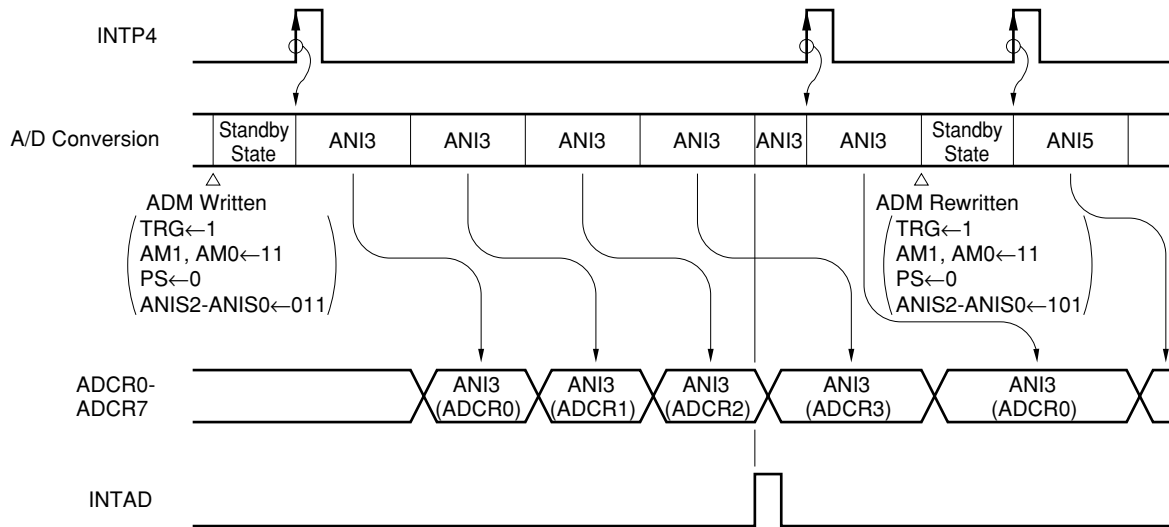 INTP4
A/D Conversion
Standby
State
ANI3
ANI3
ANI3
ANI3
ANI3
ANI3
Standby
State
ANI5
△
ADM Written
TRG←1
AM1, AM0←11
PS←0
ANIS2-ANIS0←011
△
ADM Rewritten
TRG←1
AM1, AM0←11
PS←0
ANIS2-ANIS0←101
ADCR0-
ADCR7
ANI3
(ADCR0)
ANI3
(ADCR1)
ANI3
(ADCR2)
ANI3
(ADCR3)
ANI3
(ADCR0)
INTAD